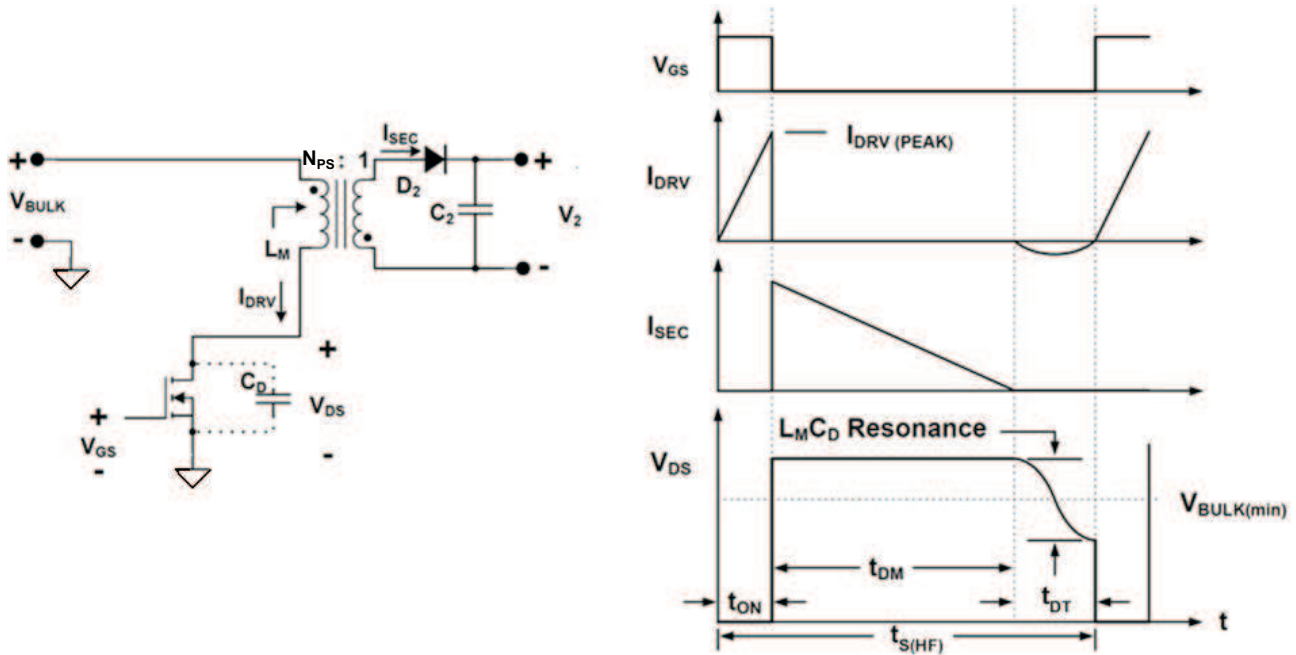 N_PS : 1
I_SEC
D_2
+
V_BULK
-
L_M
I_DRV
C_2
+
V_2
-
+
V_GS
-
C_D
+
V_DS
-
V_GS
I_DRV
I_DRV (PEAK)
I_SEC
V_DS
L_MC_D Resonance
V_BULK(min)
t_DM
t_ON
t_DT
t
t_S(HF)